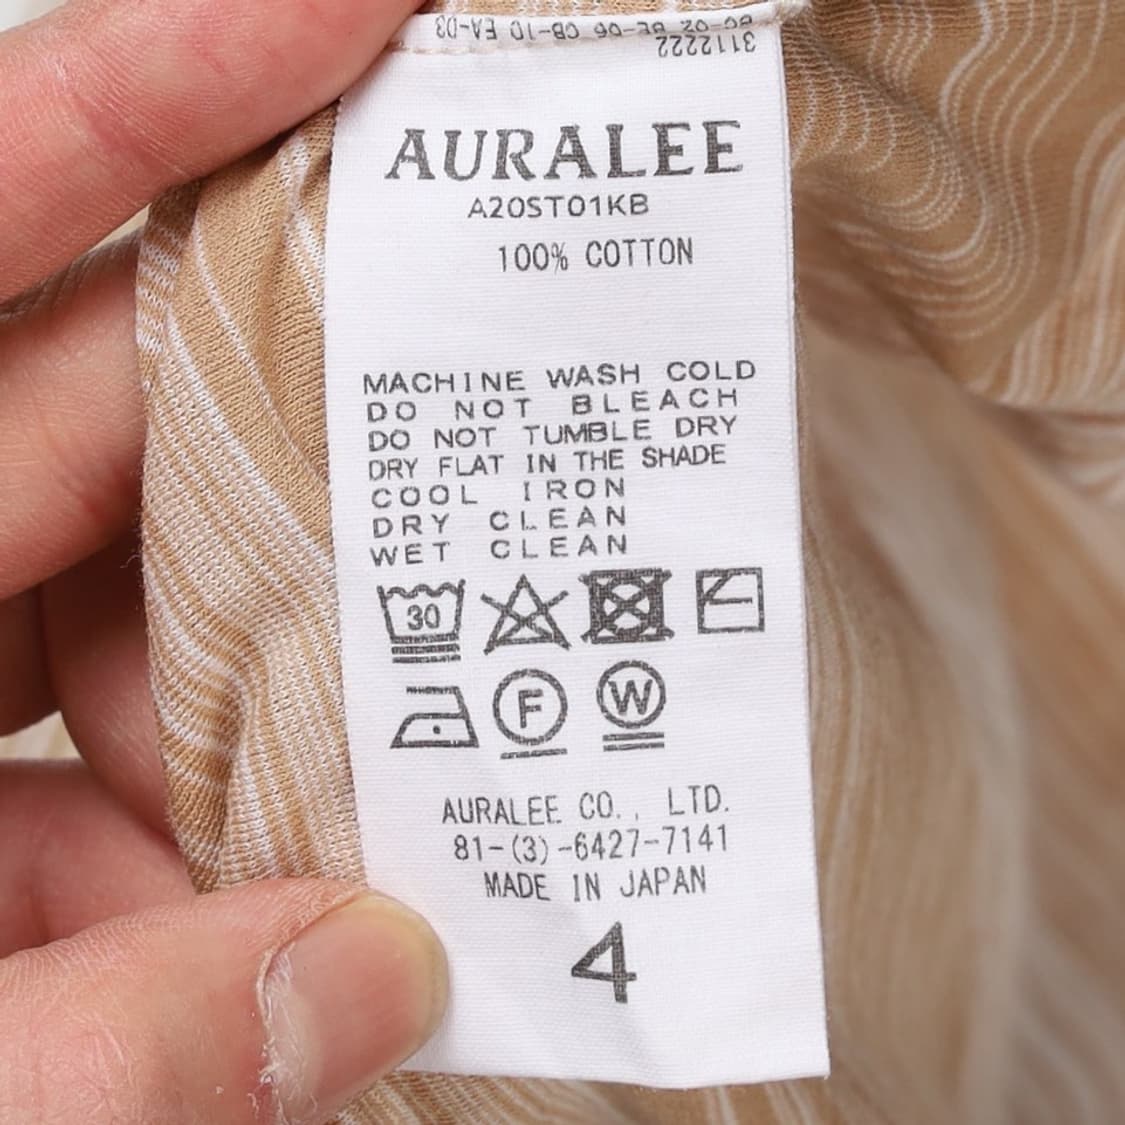 3112222
AURALEE
A20ST01KB
100% COTTON
MACHINE WASH COLD
DO NOT BLEACH
DO NOT TUMBLE DRY
DRY FLAT IN THE SHADE
COOL IRON
DRY CLEAN
WET CLEAN
30
F W
AURALEE CO., LTD.
81-(3)-6427-7141
MADE IN JAPAN
4